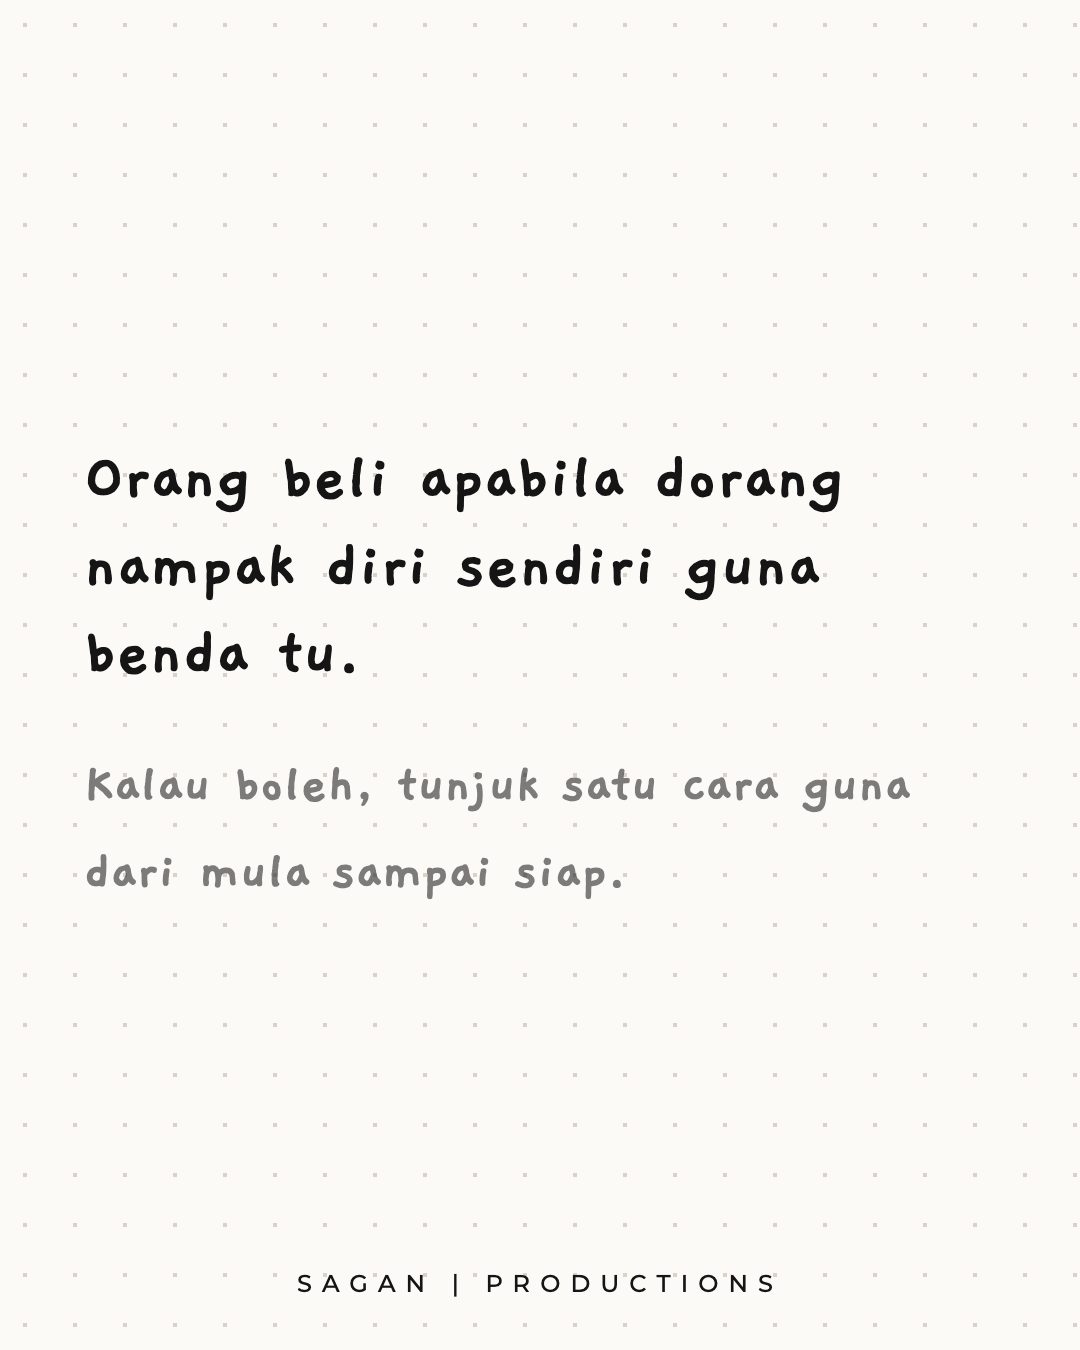 Orang beli apabila dorang
nampak diri sendiri guna
benda tu.
Kalau boleh, tunjuk satu cara guna
dari mula sampai siap.
SAGAN | PRODUCTIONS